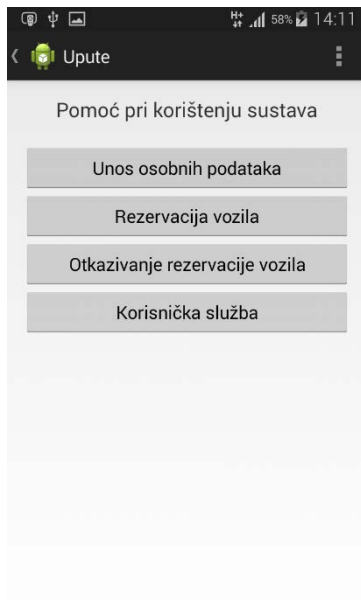 H+ 58% 14:11
Upute
Pomoć pri korištenju sustava
Unos osobnih podataka
Rezervacija vozila
Otkazivanje rezervacije vozila
Korisnička služba